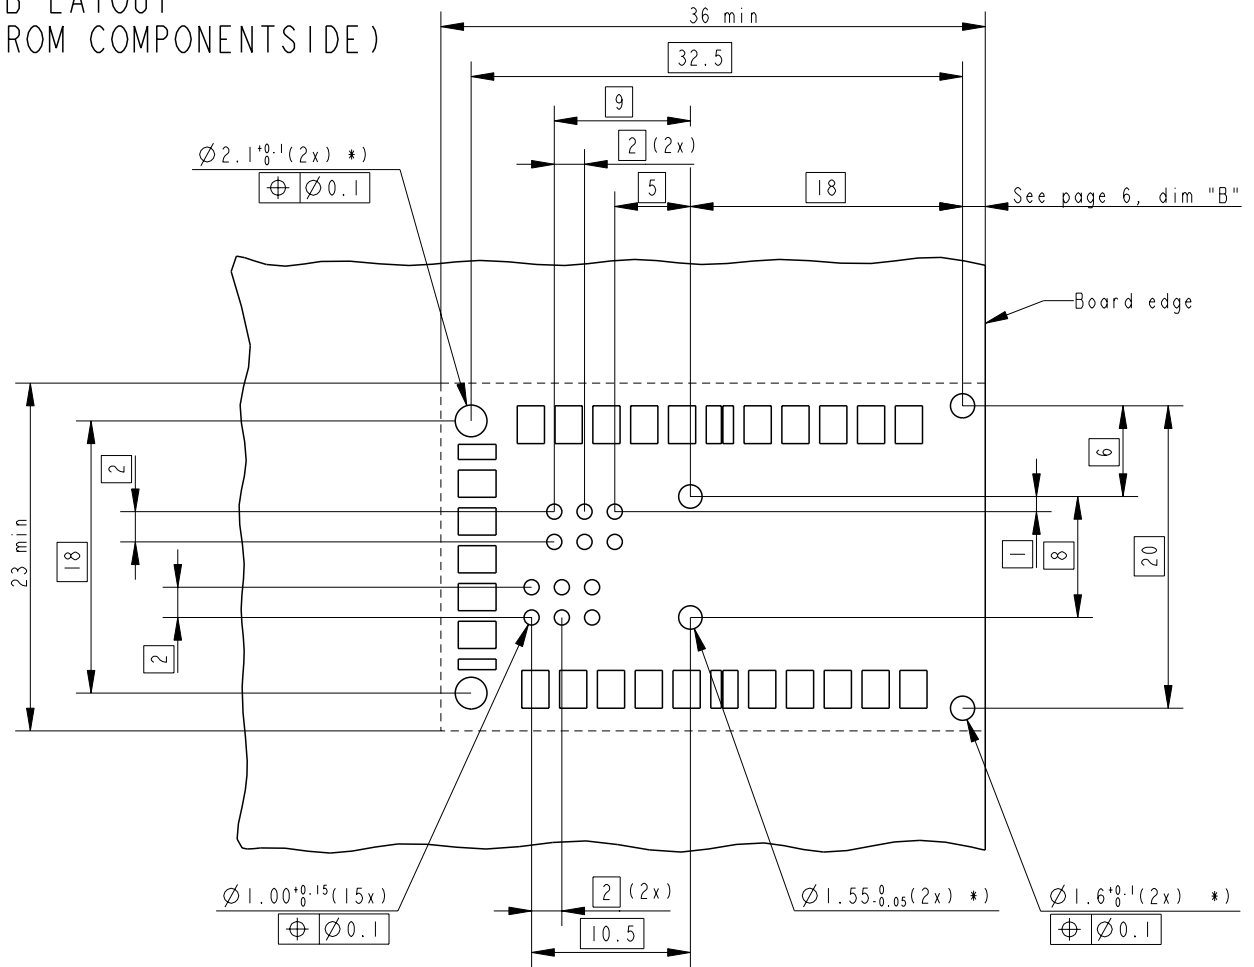 B LAYOUT
ROM COMPONENTSIDE)
36 min
32.5
9
2 (2x)
5
18
See page 6, dim "B"
Ø2.1 +0.1 0 (2x) *)
⌖ Ø0.1
Board edge
6
2
23 min
18
1
8
20
2
Ø1.00 +0.15 0 (15x)
⌖ Ø0.1
2 (2x)
10.5
Ø1.55 0 -0.05 (2x) *)
Ø1.6 +0.1 0 (2x) *)
⌖ Ø0.1